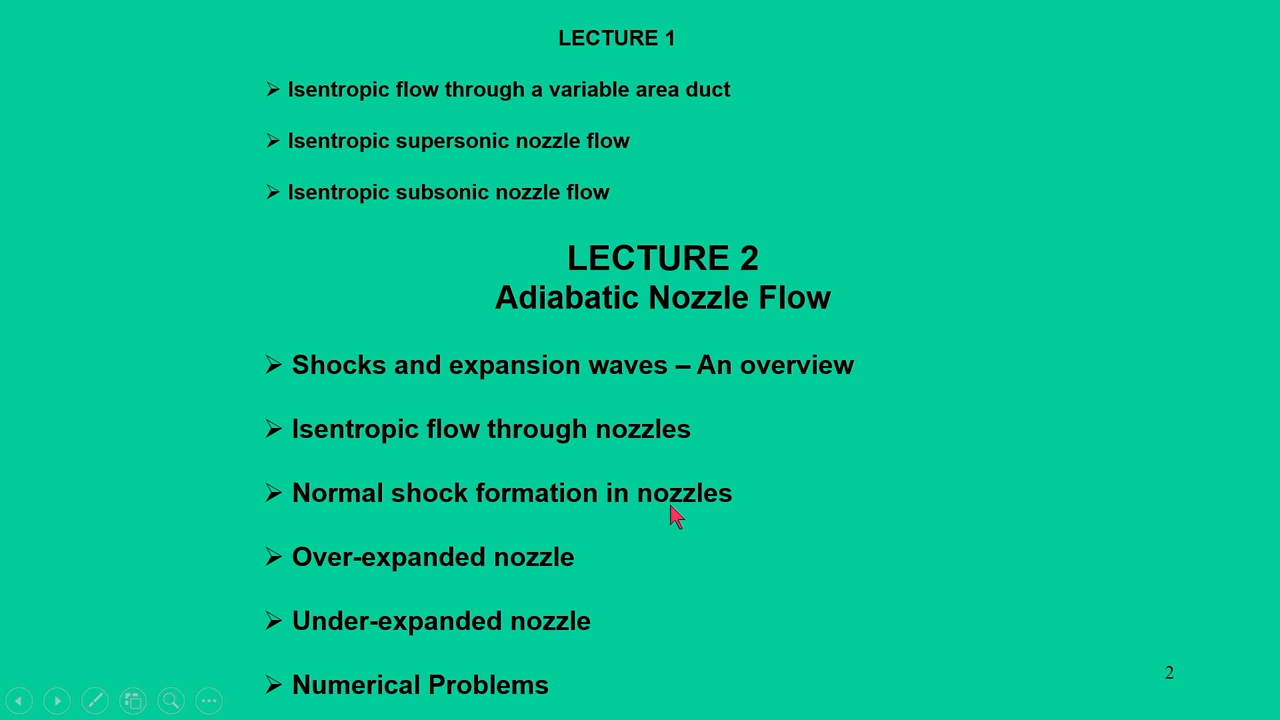 LECTURE 1
➢ Isentropic flow through a variable area duct
➢ Isentropic supersonic nozzle flow
➢ Isentropic subsonic nozzle flow
LECTURE 2
Adiabatic Nozzle Flow
➢ Shocks and expansion waves – An overview
➢ Isentropic flow through nozzles
➢ Normal shock formation in nozzles
➢ Over-expanded nozzle
➢ Under-expanded nozzle
➢ Numerical Problems
2